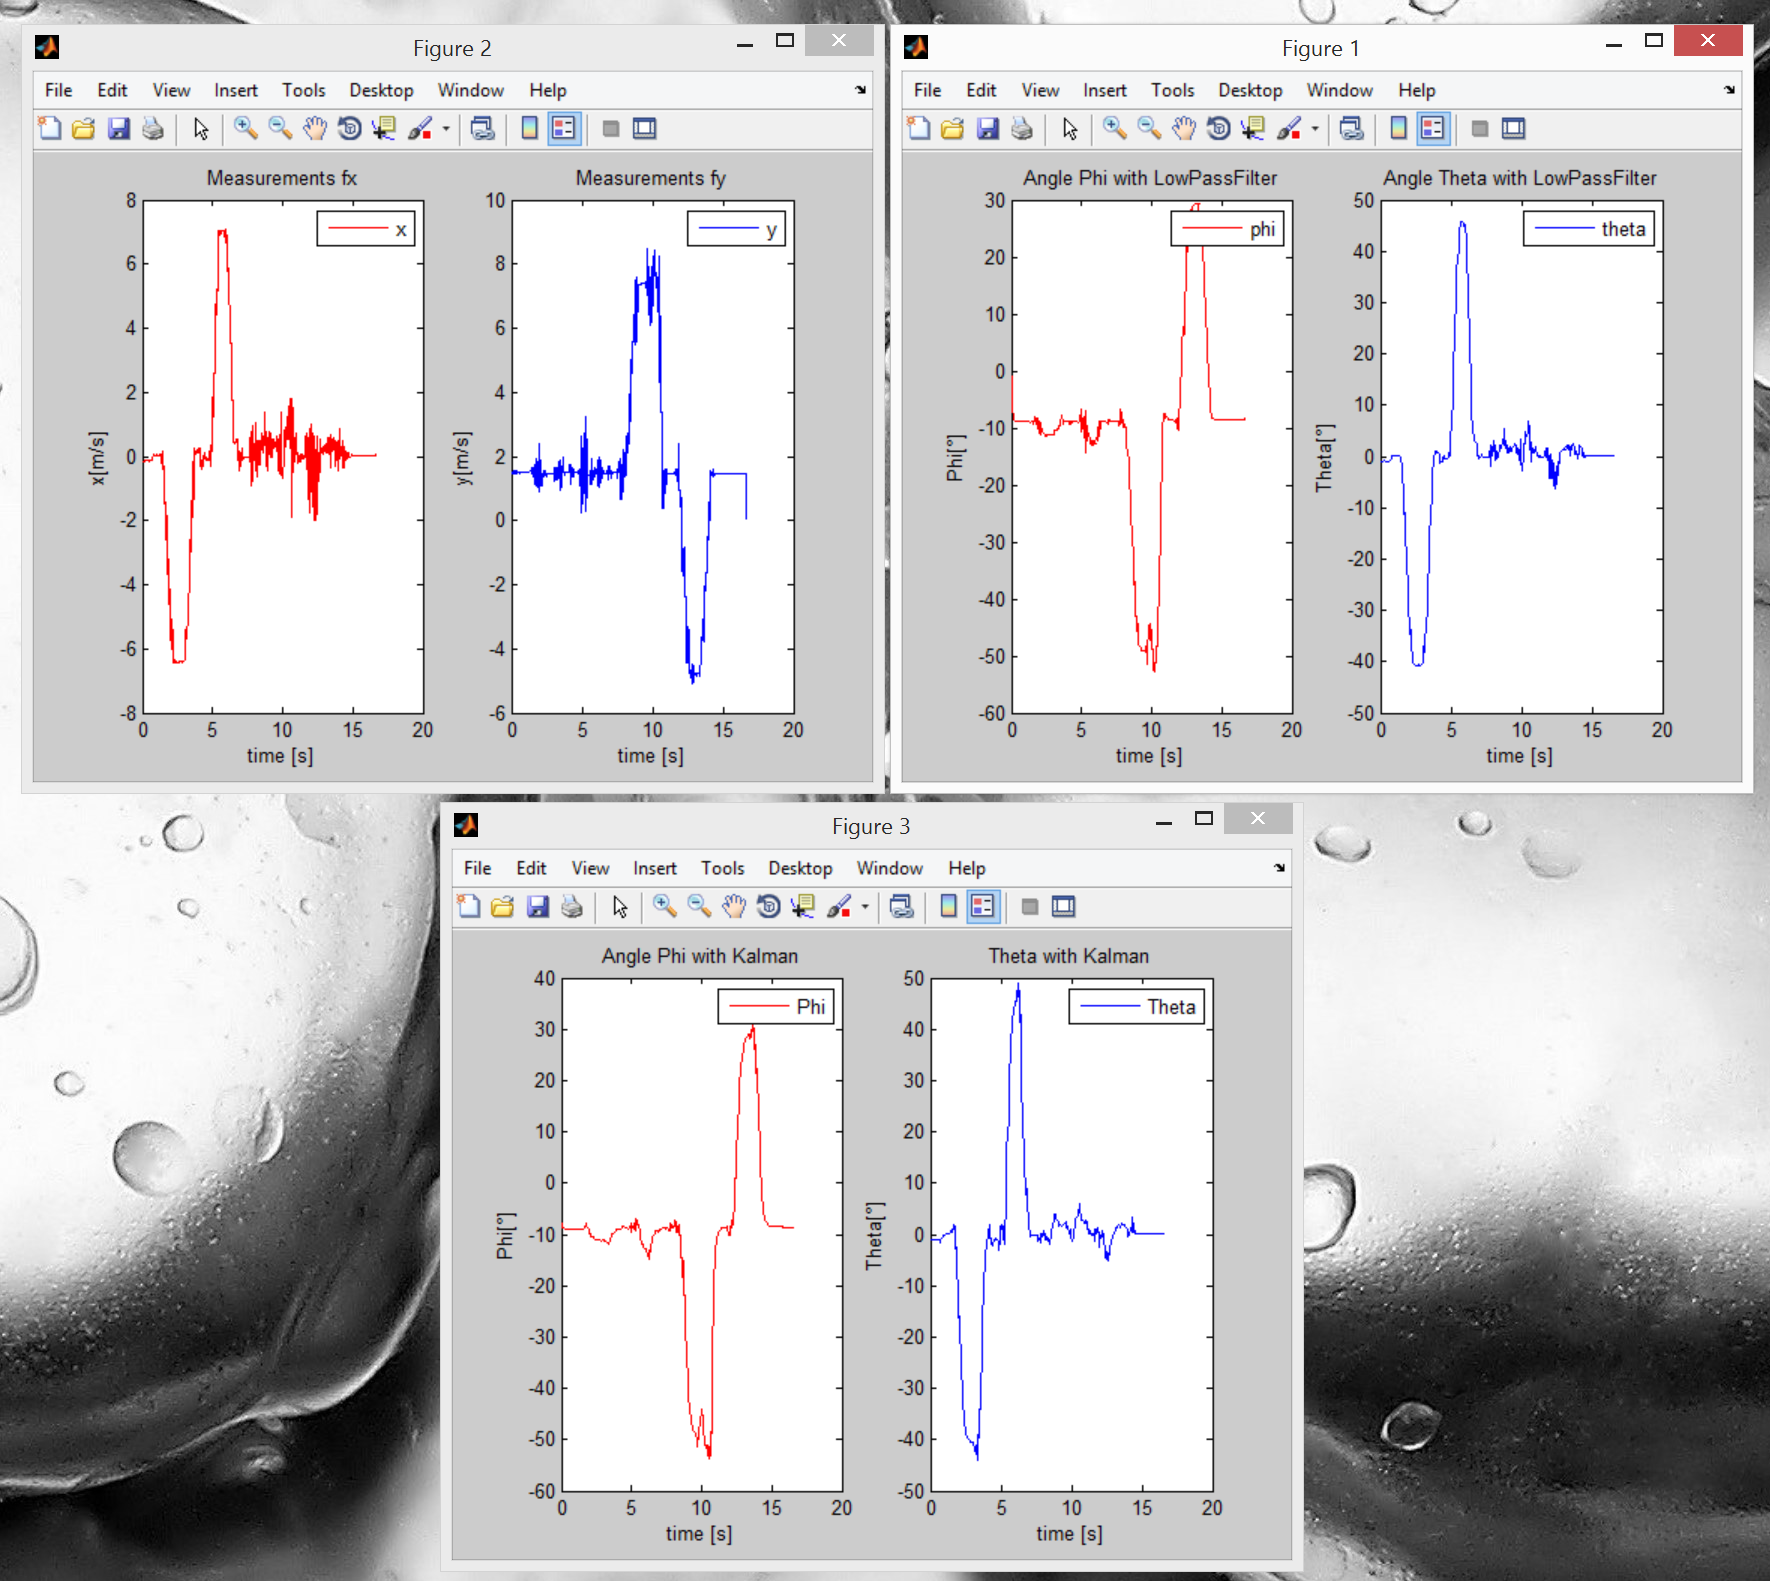 Figure 2
File Edit View Insert Tools Desktop Window Help
Measurements fx
x
8
6
4
2
0
-2
-4
-6
-8
0 5 10 15 20
x[m/s]
time [s]
Measurements fy
y
10
8
6
4
2
0
-2
-4
-6
0 5 10 15 20
y[m/s]
time [s]
Figure 1
File Edit View Insert Tools Desktop Window Help
Angle Phi with LowPassFilter
phi
30
20
10
0
-10
-20
-30
-40
-50
-60
0 5 10 15 20
Phi[°]
time [s]
Angle Theta with LowPassFilter
theta
50
40
30
20
10
0
-10
-20
-30
-40
-50
0 5 10 15 20
Theta[°]
time [s]
Figure 3
File Edit View Insert Tools Desktop Window Help
Angle Phi with Kalman
Phi
40
30
20
10
0
-10
-20
-30
-40
-50
-60
0 5 10 15 20
Phi[°]
time [s]
Theta with Kalman
Theta
50
40
30
20
10
0
-10
-20
-30
-40
-50
0 5 10 15 20
Theta[°]
time [s]